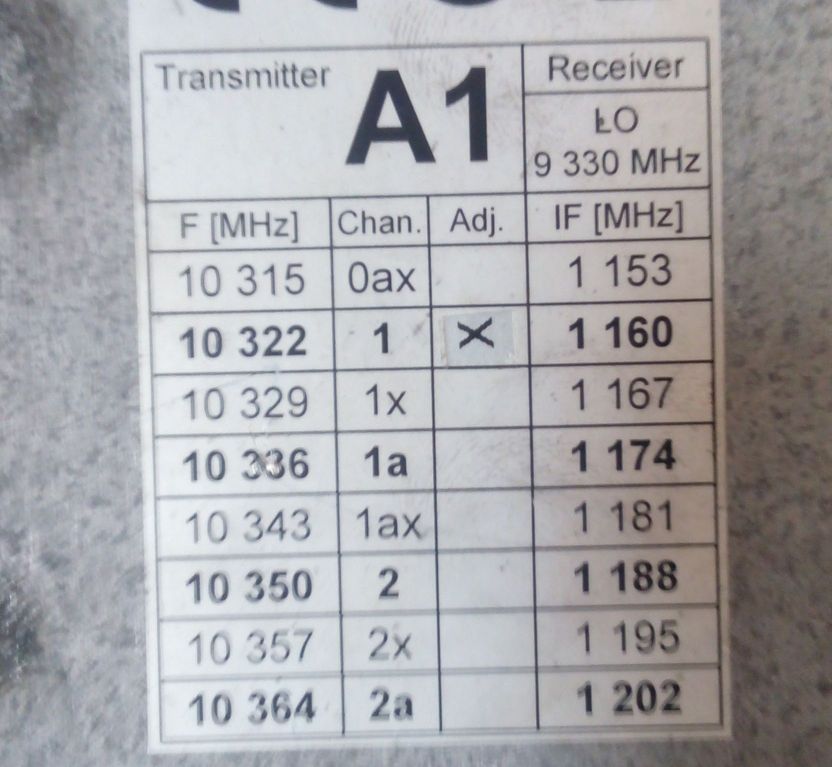 Transmitter A1 Receiver
ŁO
9 330 MHz
F [MHz] Chan. Adj. IF [MHz]
10 315 0ax 1 153
10 322 1 X 1 160
10 329 1x 1 167
10 336 1a 1 174
10 343 1ax 1 181
10 350 2 1 188
10 357 2x 1 195
10 364 2a 1 202